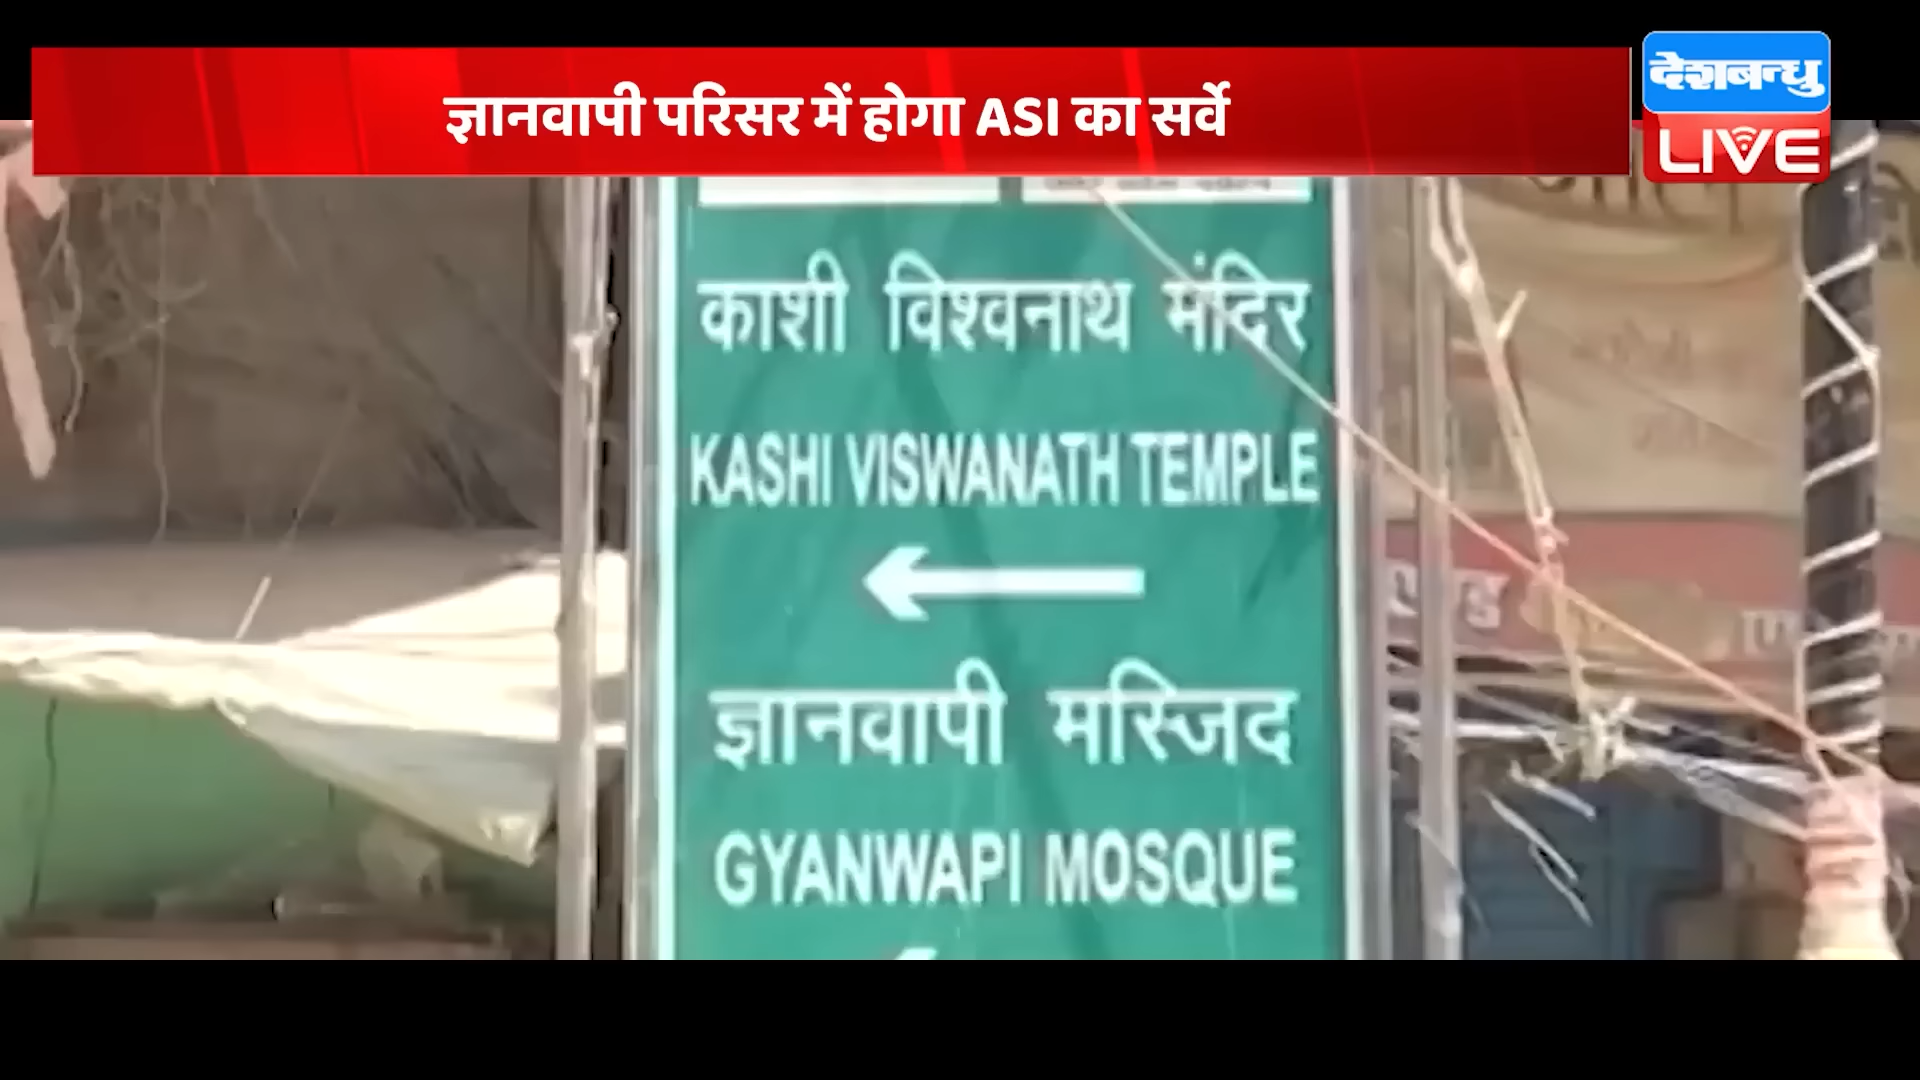 ज्ञानवापी परिसर में होगा ASI का सर्वे
देशबन्धु
LIVE
काशी विश्वनाथ मंदिर
KASHI VISWANATH TEMPLE
ज्ञानवापी मस्जिद
GYANWAPI MOSQUE